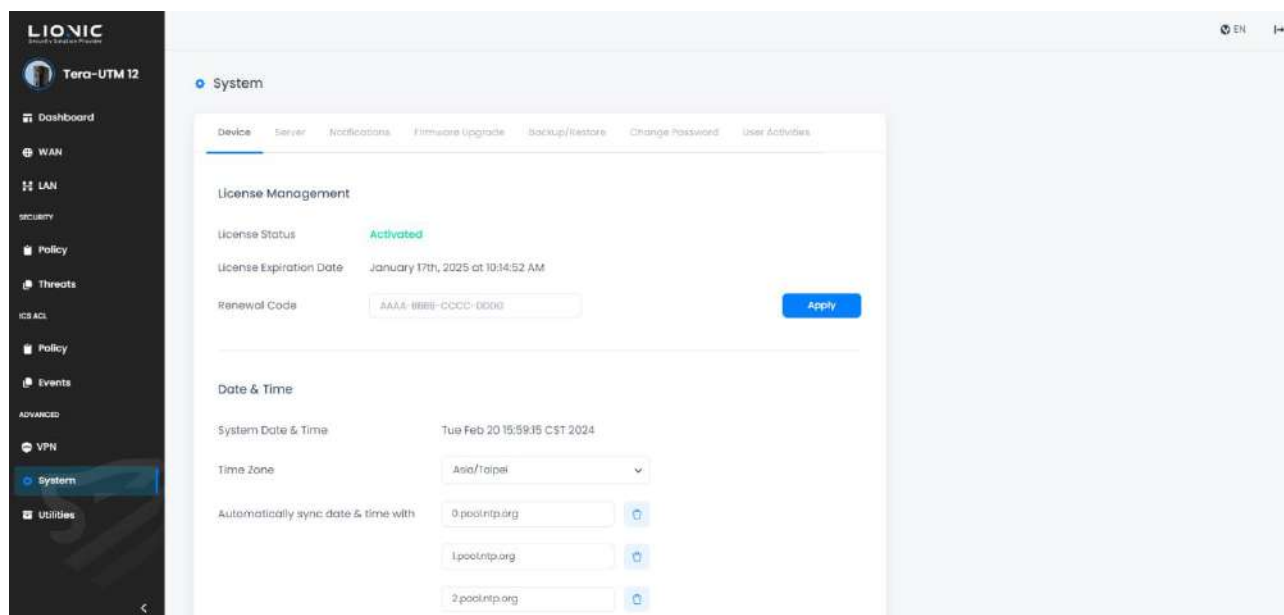 LIONIC
Security Solution Provider
EN
Tera-UTM 12
System
Dashboard
WAN
LAN
SECURITY
Policy
Threats
ICS ACL
Policy
Events
ADVANCED
VPN
System
Utilities
Device Server Notifications Firmware Upgrade Backup/Restore Change Password User Activities
License Management
License Status Activated
License Expiration Date January 17th, 2025 at 10:14:52 AM
Renewal Code AAAA-BBBB-CCCC-DDDD Apply
Date & Time
System Date & Time Tue Feb 20 15:59:15 CST 2024
Time Zone Asia/Taipei
Automatically sync date & time with 0.pool.ntp.org
1.pool.ntp.org
2.pool.ntp.org